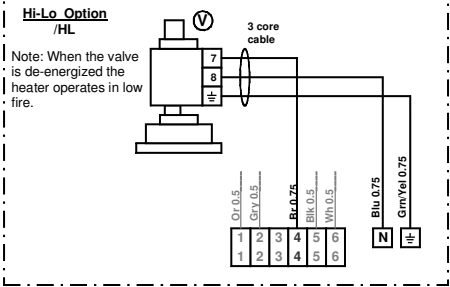 Hi-Lo Option
/HL
Note: When the valve
is de-energized the
heater operates in low
fire.
V
3 core
cable
7
8
Or 0.5
Gry 0.5
Br 0.75
Blk 0.5
Wh 0.5
Blu 0.75
Grn/Yel 0.75
1 2 3 4 5 6
1 2 3 4 5 6
N